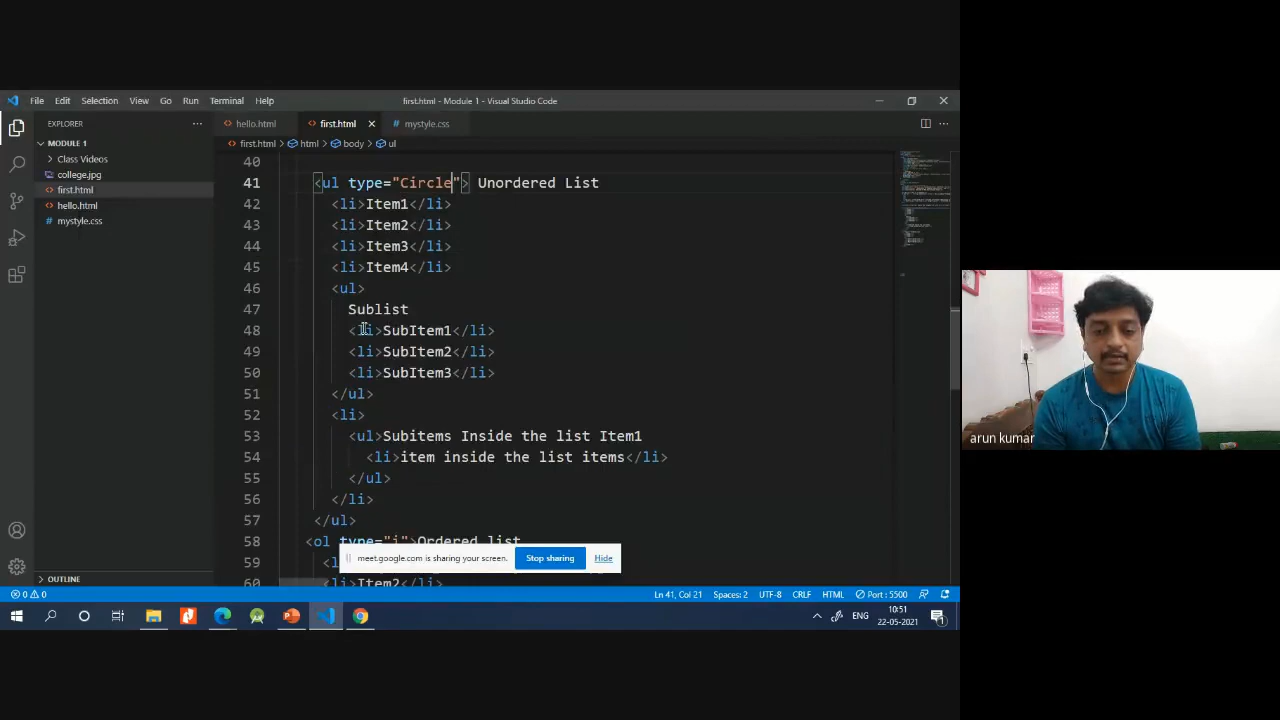 File Edit Selection View Go Run Terminal Help
first.html - Module 1 - Visual Studio Code
EXPLORER
MODULE 1
Class Videos
college.jpg
first.html
hello.html
mystyle.css
OUTLINE
hello.html first.html mystyle.css
first.html > html > body > ul
40
41 <ul type="Circle"> Unordered List
42 <li>Item1</li>
43 <li>Item2</li>
44 <li>Item3</li>
45 <li>Item4</li>
46 <ul>
47 Sublist
48 <li>SubItem1</li>
49 <li>SubItem2</li>
50 <li>SubItem3</li>
51 </ul>
52 <li>
53 <ul>Subitems Inside the list Item1
54 <li>item inside the list items</li>
55 </ul>
56 </li>
57 </ul>
58 <ol type="i">Ordered list
59
60 <li>Item2</li>
meet.google.com is sharing your screen. Stop sharing Hide
0 0 Ln 41, Col 21 Spaces: 2 UTF-8 CRLF HTML Port : 5500
ENG 10:51
22-05-2021
1
arun kumar